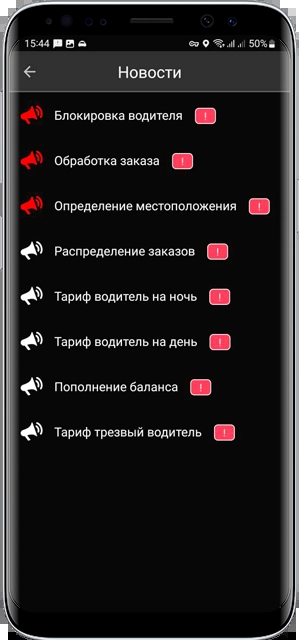 15:44 50%
Новости
Блокировка водителя !
Обработка заказа !
Определение местоположения !
Распределение заказов !
Тариф водитель на ночь !
Тариф водитель на день !
Пополнение баланса !
Тариф трезвый водитель !